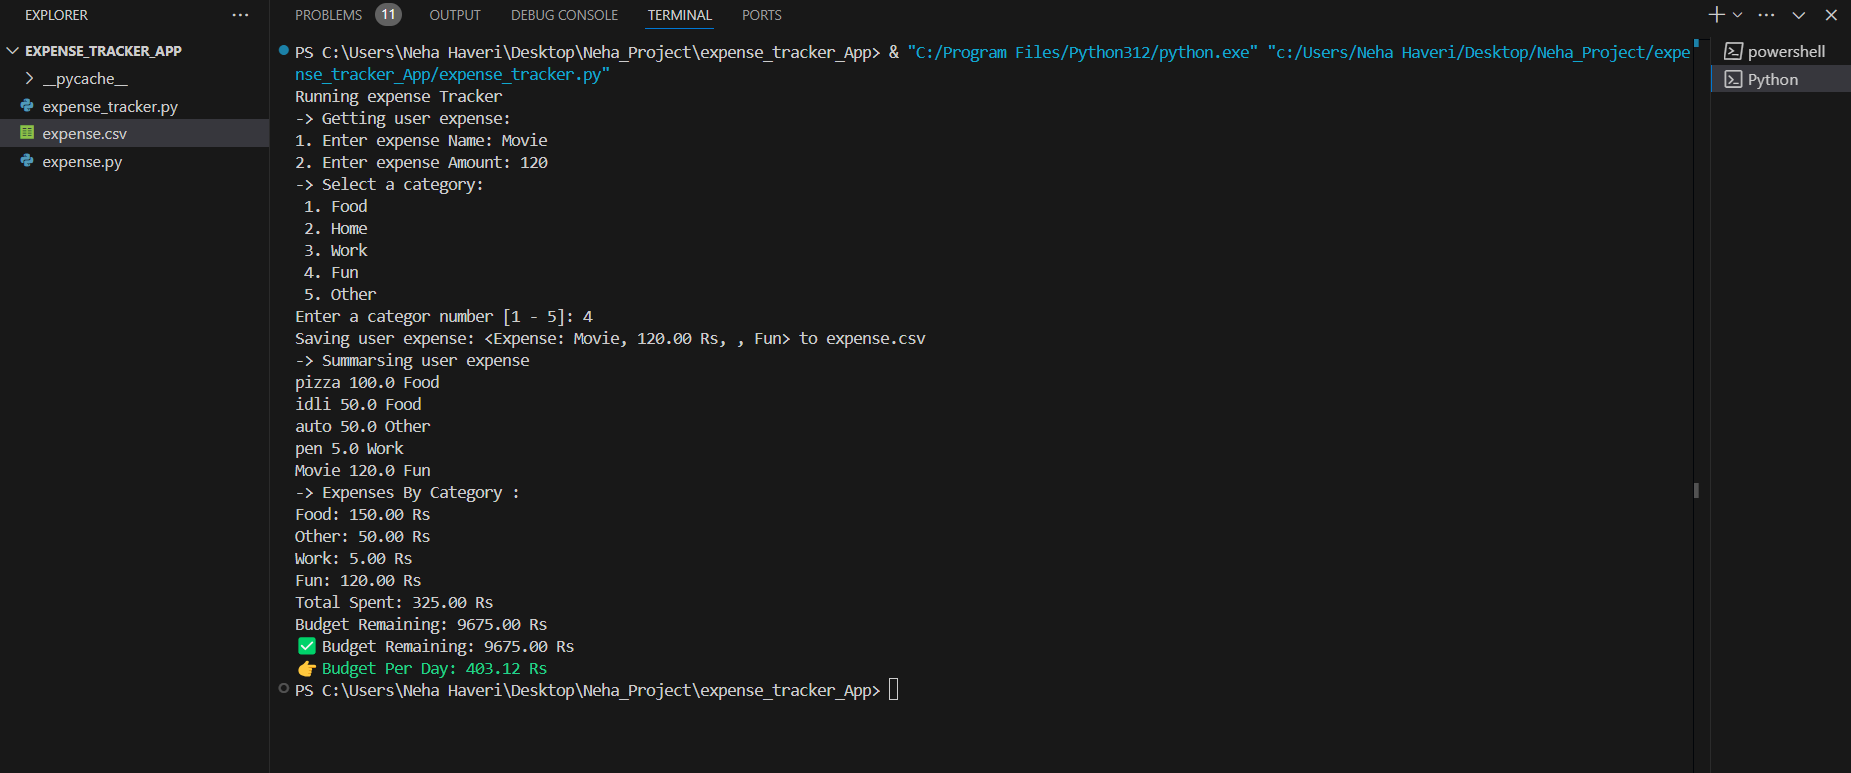 EXPLORER
EXPENSE_TRACKER_APP
__pycache__
expense_tracker.py
expense.csv
expense.py
PROBLEMS 11 OUTPUT DEBUG CONSOLE TERMINAL PORTS
PS C:\Users\Neha Haveri\Desktop\Neha_Project\expense_tracker_App> & "C:/Program Files/Python312/python.exe" "c:/Users/Neha Haveri/Desktop/Neha_Project/expe
nse_tracker_App/expense_tracker.py"
Running expense Tracker
-> Getting user expense:
1. Enter expense Name: Movie
2. Enter expense Amount: 120
-> Select a category:
1. Food
2. Home
3. Work
4. Fun
5. Other
Enter a categor number [1 - 5]: 4
Saving user expense: <Expense: Movie, 120.00 Rs, , Fun> to expense.csv
-> Summarsing user expense
pizza 100.0 Food
idli 50.0 Food
auto 50.0 Other
pen 5.0 Work
Movie 120.0 Fun
-> Expenses By Category :
Food: 150.00 Rs
Other: 50.00 Rs
Work: 5.00 Rs
Fun: 120.00 Rs
Total Spent: 325.00 Rs
Budget Remaining: 9675.00 Rs
✅ Budget Remaining: 9675.00 Rs
👉 Budget Per Day: 403.12 Rs
PS C:\Users\Neha Haveri\Desktop\Neha_Project\expense_tracker_App>
powershell
Python